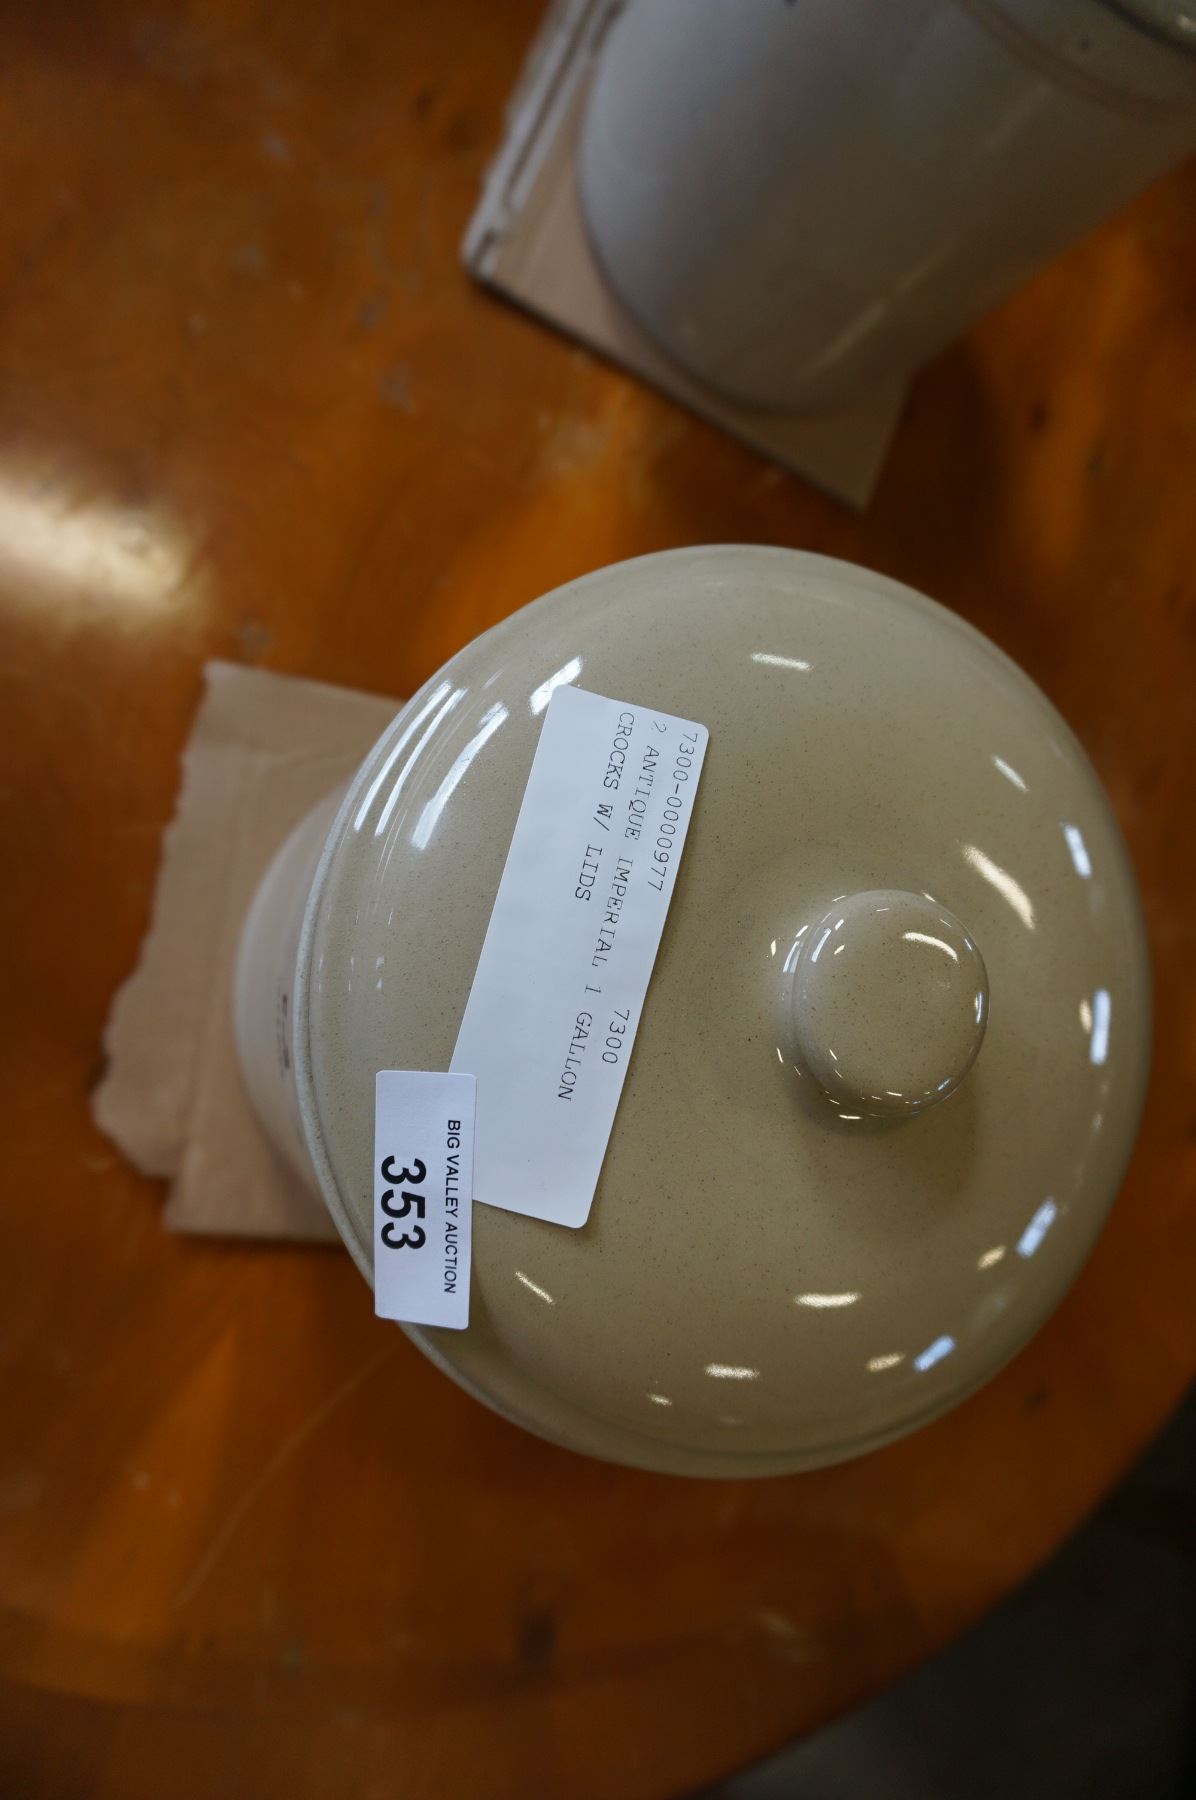 7300-0000977 7300
2 ANTIQUE IMPERIAL 1 GALLON
CROCKS W/ LIDS
BIG VALLEY AUCTION
353